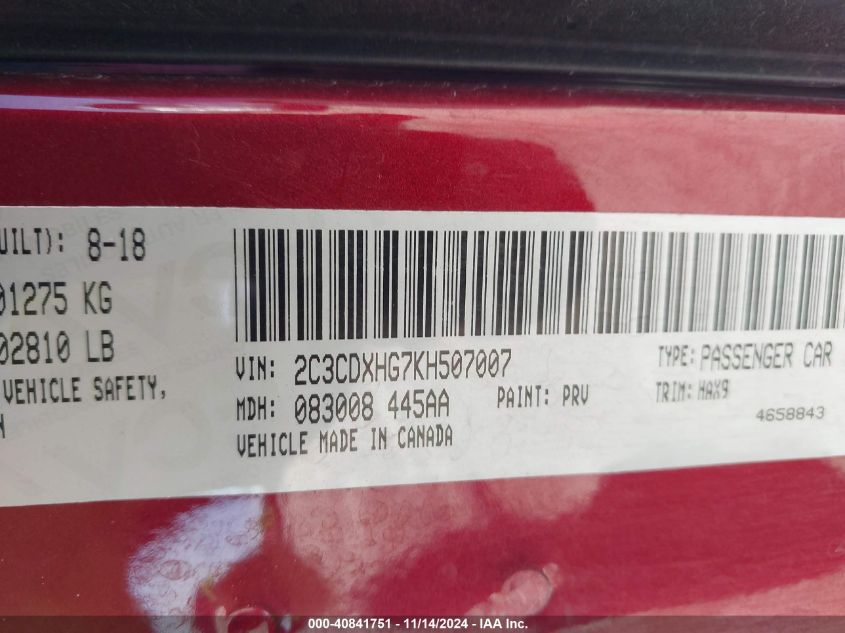 UILT): 8-18
01275 KG
02810 LB
VEHICLE SAFETY,
N
VIN: 2C3CDXHG7KH507007
TYPE: PASSENGER CAR
MDH: 083008 445AA PAINT: PRV TRIM: HAX9
VEHICLE MADE IN CANADA
4658843
000-40841751 - 11/14/2024 - IAA Inc.